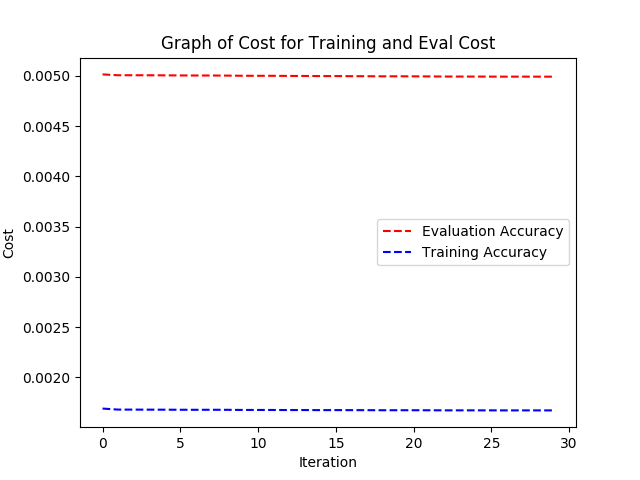 Graph of Cost for Training and Eval Cost
0.0050
0.0045
0.0040
0.0035
0.0030
0.0025
0.0020
Cost
Evaluation Accuracy
Training Accuracy
0 5 10 15 20 25 30
Iteration